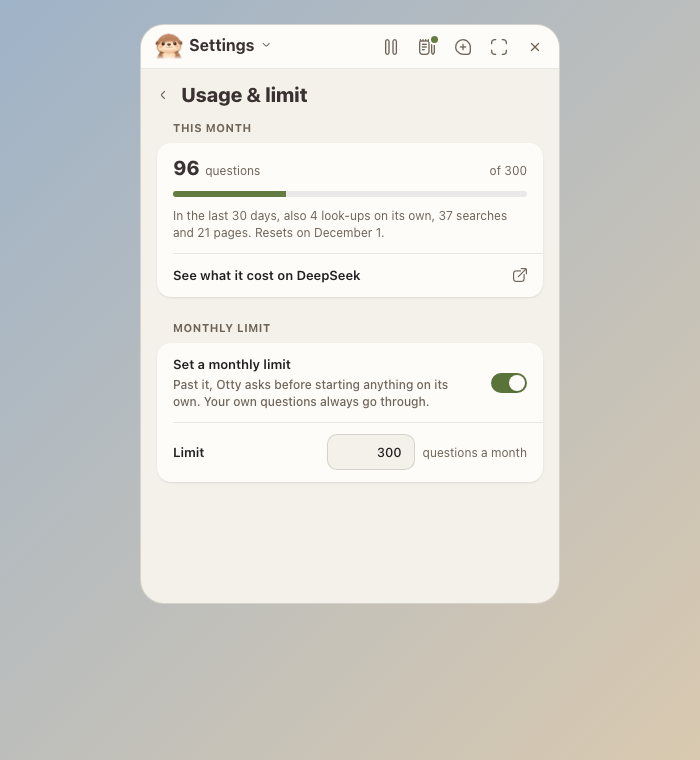 Settings
Usage & limit
THIS MONTH
96 questions
of 300
In the last 30 days, also 4 look-ups on its own, 37 searches
and 21 pages. Resets on December 1.
See what it cost on DeepSeek
MONTHLY LIMIT
Set a monthly limit
Past it, Otty asks before starting anything on its
own. Your own questions always go through.
Limit
300
questions a month